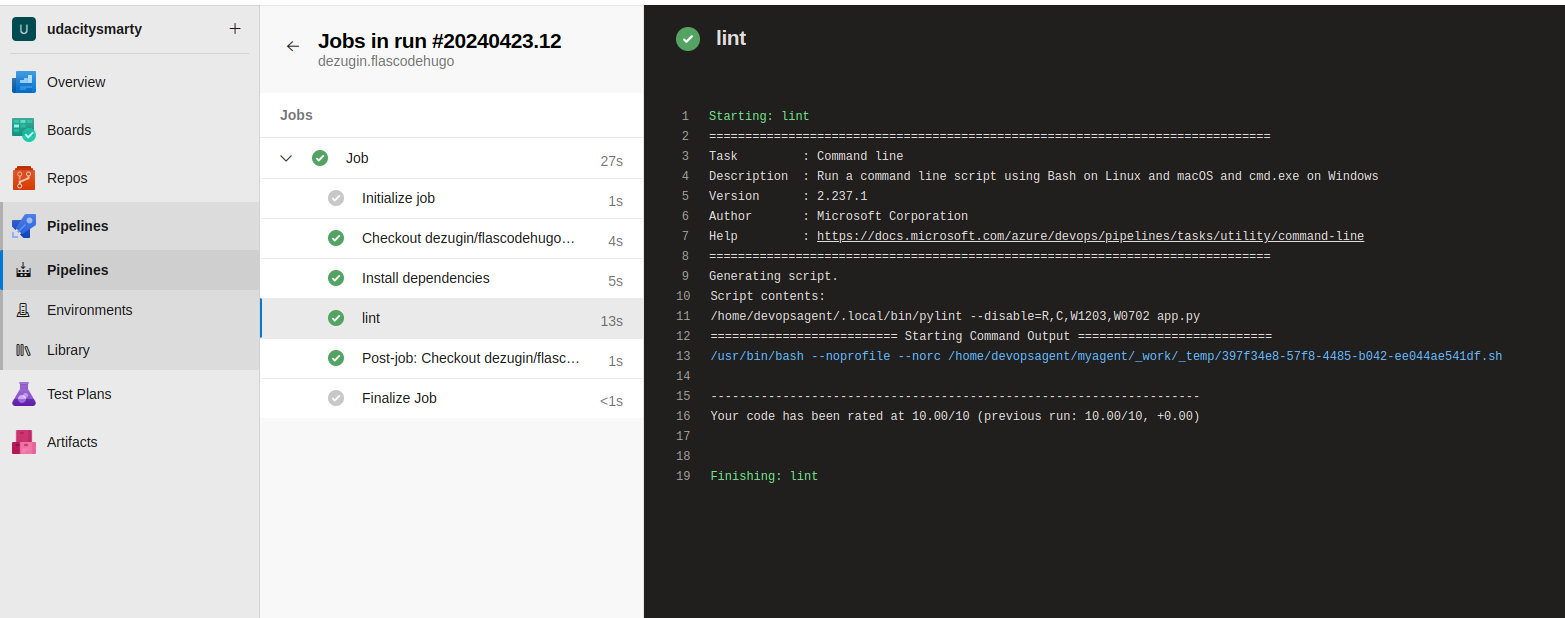 U udacitysmarty +
Overview
Boards
Repos
Pipelines
Pipelines
Environments
Library
Test Plans
Artifacts
Jobs in run #20240423.12
dezugin.flascodehugo
Jobs
Job 27s
Initialize job 1s
Checkout dezugin/flascodehugo… 4s
Install dependencies 5s
lint 13s
Post-job: Checkout dezugin/flasc… 1s
Finalize Job <1s
lint
1 Starting: lint
2 ==============================================================================
3 Task         : Command line
4 Description  : Run a command line script using Bash on Linux and macOS and cmd.exe on Windows
5 Version      : 2.237.1
6 Author       : Microsoft Corporation
7 Help         : https://docs.microsoft.com/azure/devops/pipelines/tasks/utility/command-line
8 ==============================================================================
9 Generating script.
10 Script contents:
11 /home/devopsagent/.local/bin/pylint --disable=R,C,W1203,W0702 app.py
12 ========================== Starting Command Output ===========================
13 /usr/bin/bash --noprofile --norc /home/devopsagent/myagent/_work/_temp/397f34e8-57f8-4485-b042-ee044ae541df.sh
14
15 --------------------------------------------------------------------
16 Your code has been rated at 10.00/10 (previous run: 10.00/10, +0.00)
17
18
19 Finishing: lint